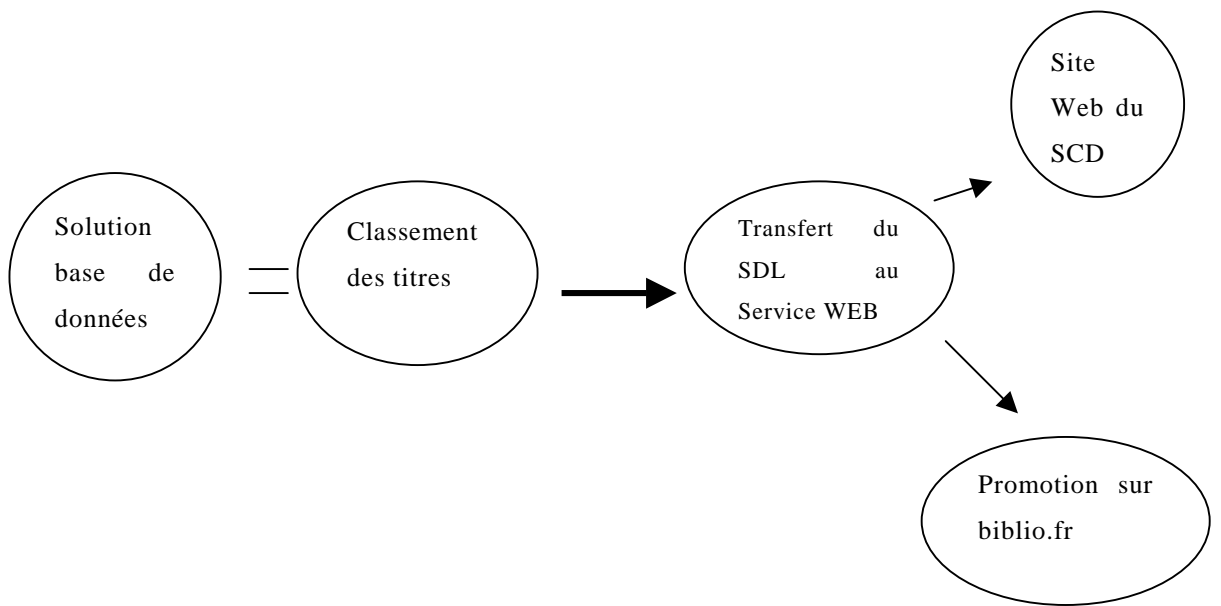 Solution
base de
données
Classement
des titres
Transfert du
SDL au
Service WEB
Site
Web du
SCD
Promotion sur
biblio.fr